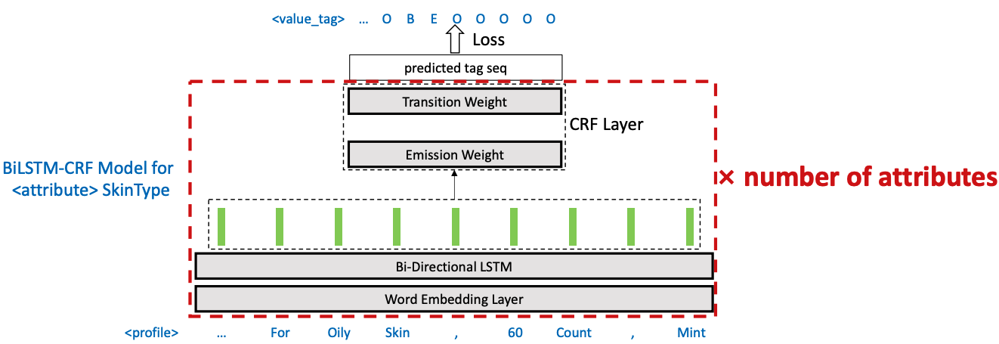 <value_tag> ... O B E O O O O O
Loss
predicted tag seq
Transition Weight
CRF Layer
Emission Weight
BiLSTM-CRF Model for
<attribute> SkinType
× number of attributes
Bi-Directional LSTM
Word Embedding Layer
<profile> ... For Oily Skin , 60 Count , Mint